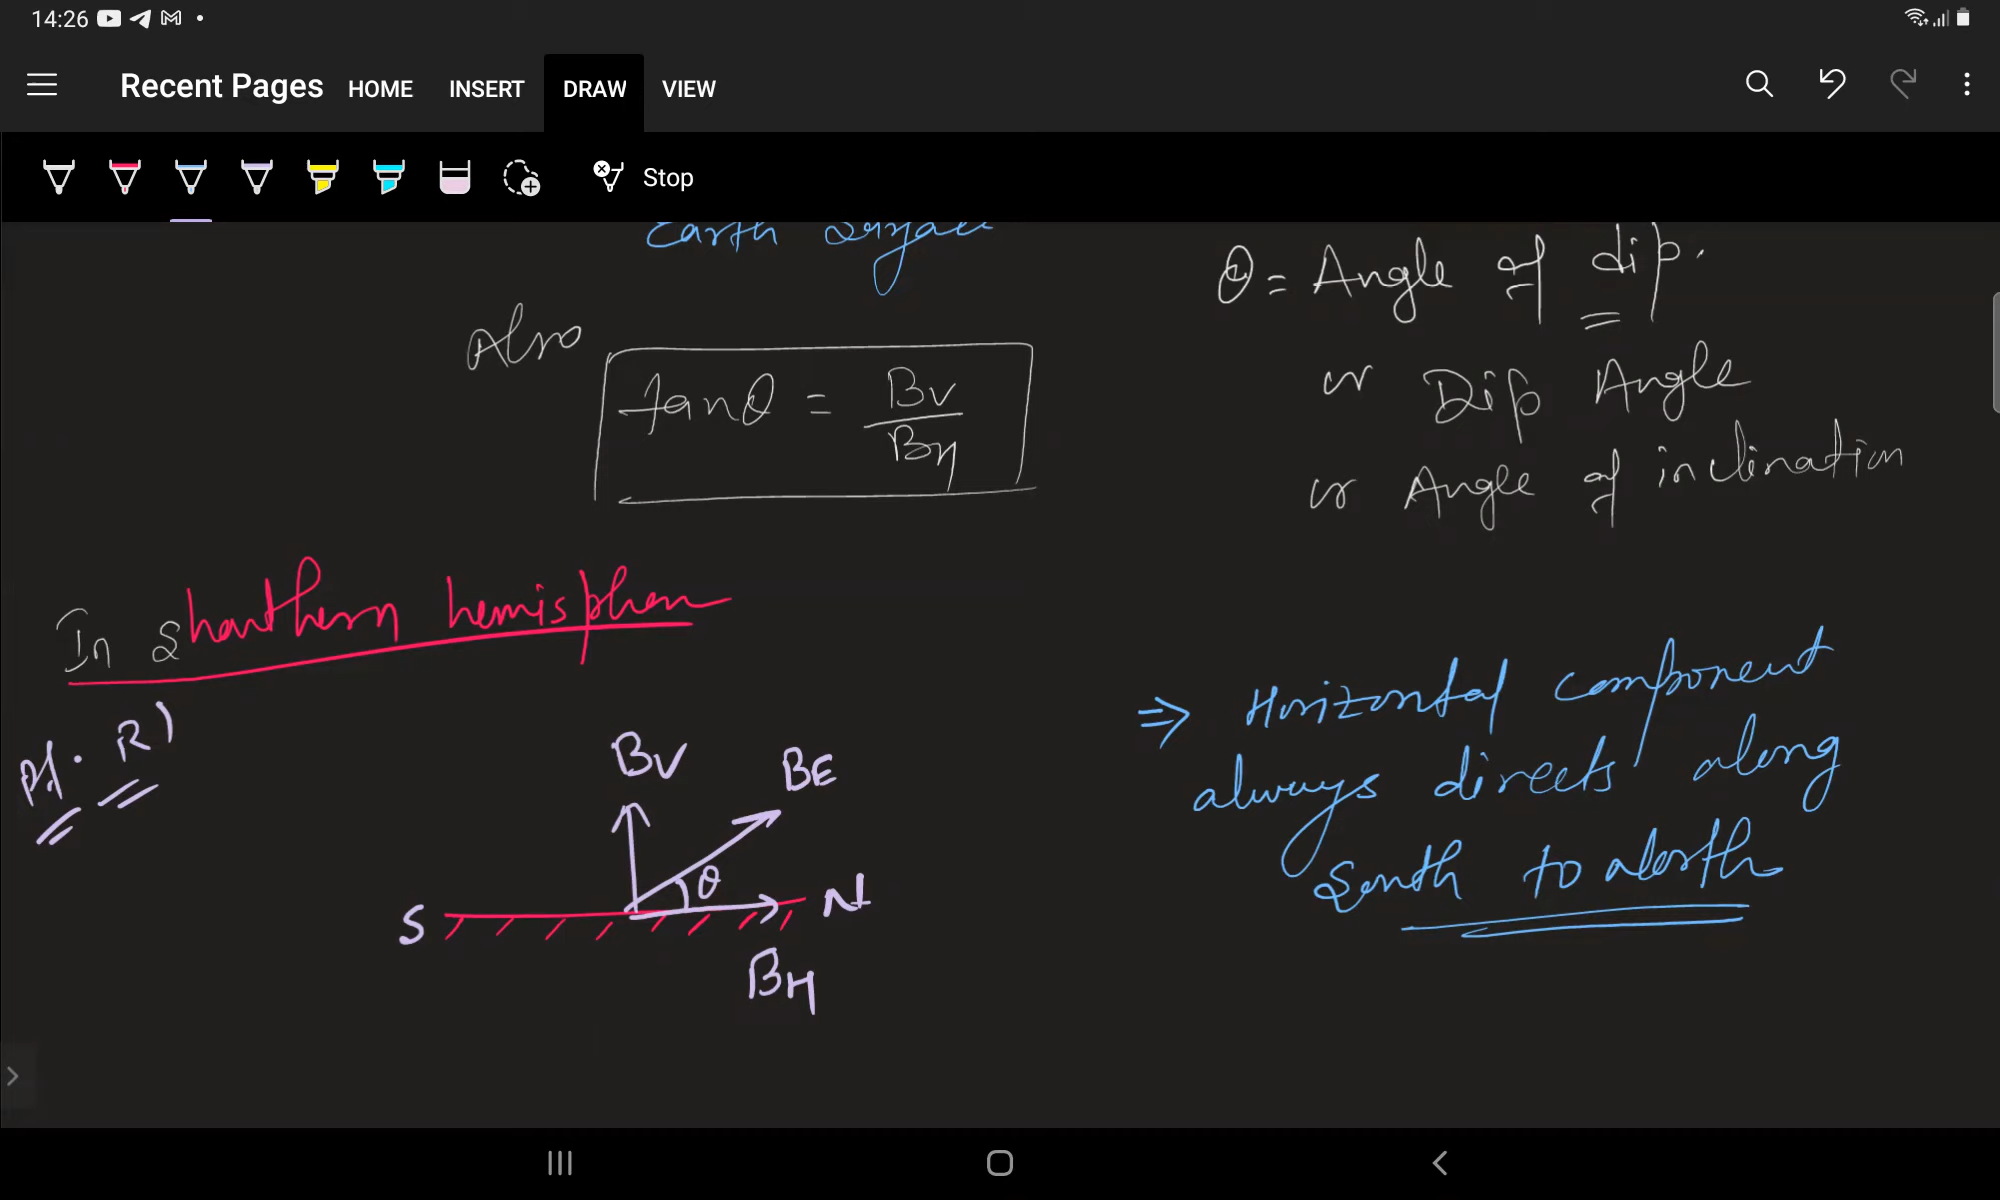 14:26
Recent Pages HOME INSERT DRAW VIEW
Stop
Earth
θ = Angle of dip.
Also
tanθ = BV
BH
or Dip Angle
or Angle of inclination
In shouthern hemisphere
⇒ Horizontal component
always directs along
South to North
BV
BE
θ
S
N
BH